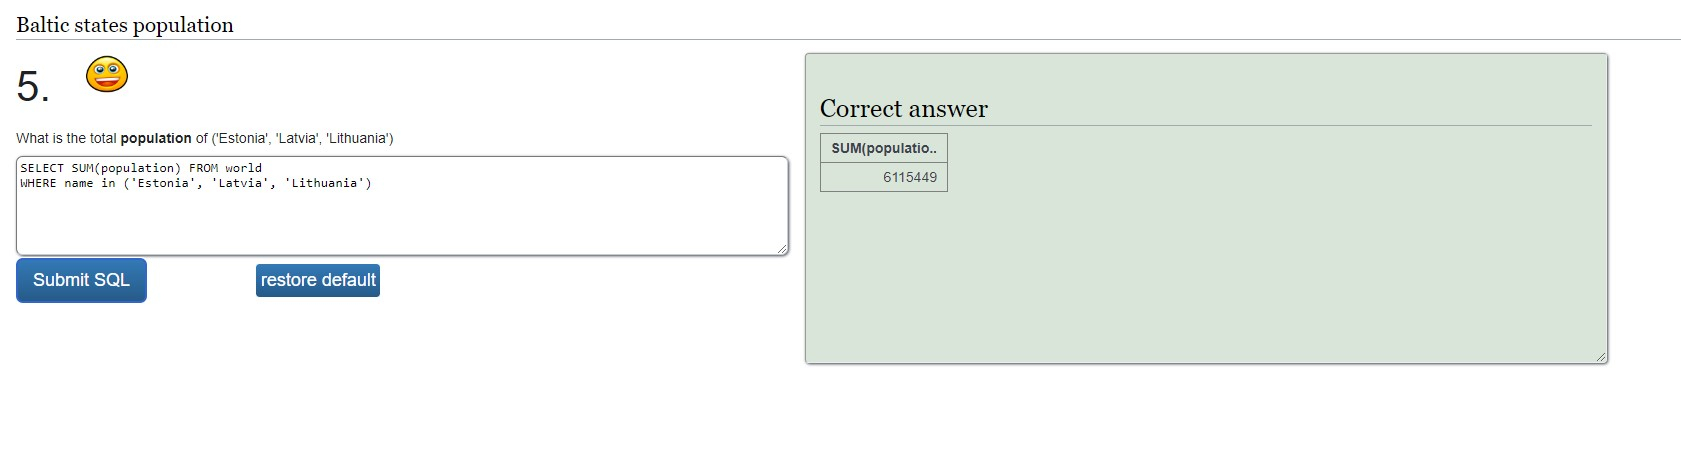 Baltic states population
5.
What is the total population of ('Estonia', 'Latvia', 'Lithuania')
SELECT SUM(population) FROM world
WHERE name in ('Estonia', 'Latvia', 'Lithuania')
Submit SQL
restore default
Correct answer
SUM(populatio..
6115449